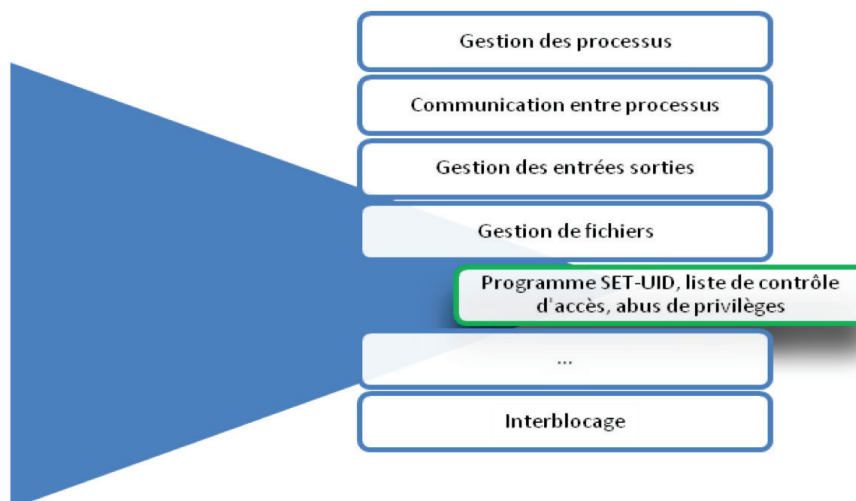 Gestion des processus
Communication entre processus
Gestion des entrées sorties
Gestion de fichiers
Programme SET-UID, liste de contrôle
d'accès, abus de privilèges
...
Interblocage